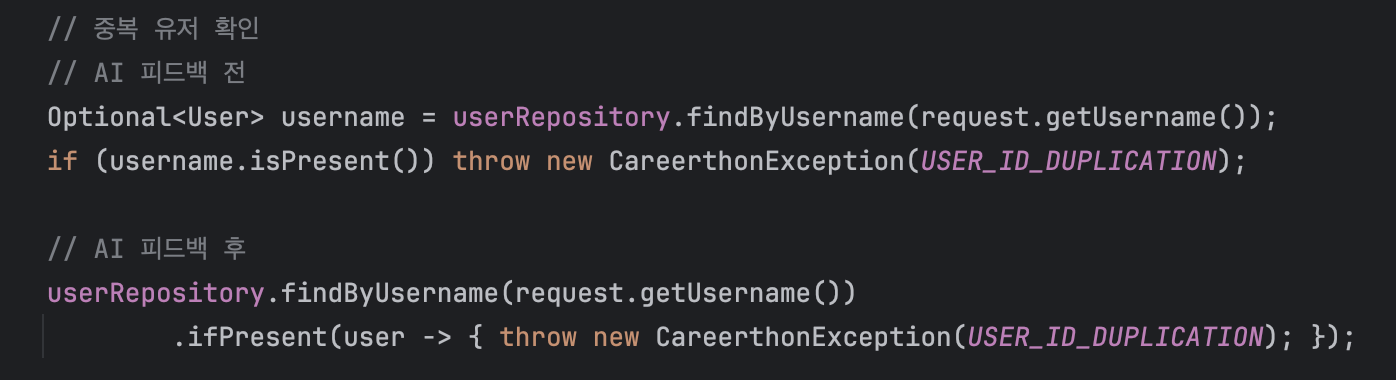 // 중복 유저 확인
// AI 피드백 전
Optional<User> username = userRepository.findByUsername(request.getUsername());
if (username.isPresent()) throw new CareerthonException(USER_ID_DUPLICATION);
// AI 피드백 후
userRepository.findByUsername(request.getUsername())
.ifPresent(user -> { throw new CareerthonException(USER_ID_DUPLICATION); });